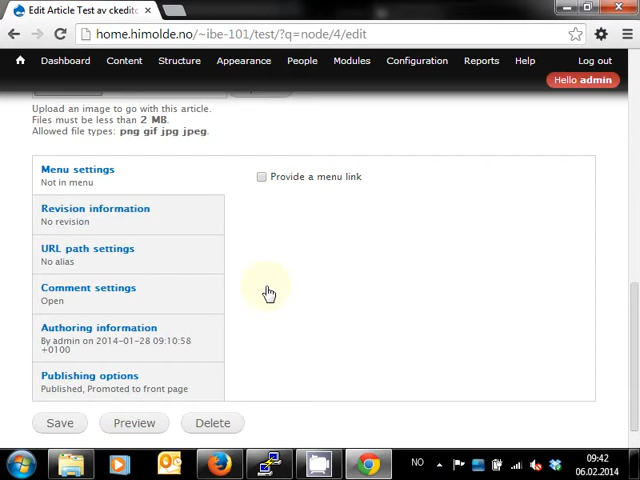 Edit Article Test av ckedito
home.himolde.no/~ibe-101/test/?q=node/4/edit
Dashboard Content Structure Appearance People Modules Configuration Reports Help Log out
Hello admin
Upload an image to go with this article.
Files must be less than 2 MB.
Allowed file types: png gif jpg jpeg.
Menu settings
Not in menu
Provide a menu link
Revision information
No revision
URL path settings
No alias
Comment settings
Open
Authoring information
By admin on 2014-01-28 09:10:58
+0100
Publishing options
Published, Promoted to front page
Save Preview Delete
NO
09:42
06.02.2014